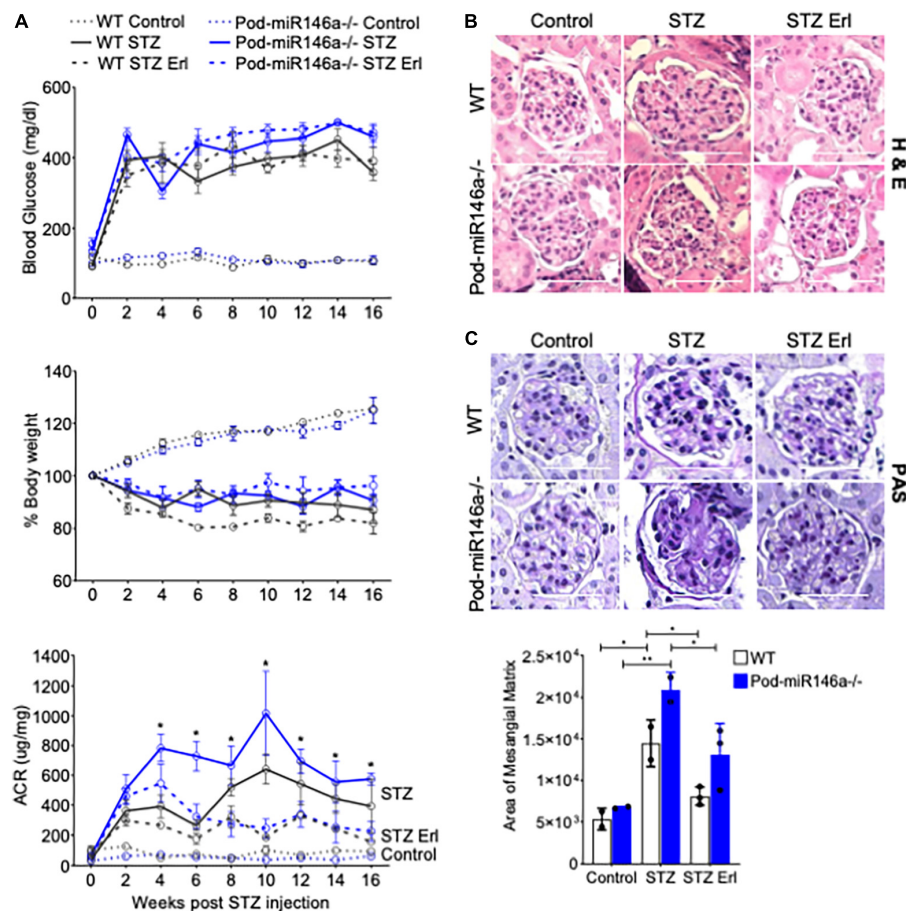 A
WT Control
WT STZ
WT STZ Erl
Pod-miR146a-/- Control
Pod-miR146a-/- STZ
Pod-miR146a-/- STZ Erl
Blood Glucose (mg/dl)
600
400
200
0
0 2 4 6 8 10 12 14 16
% Body weight
140
120
100
80
60
0 2 4 6 8 10 12 14 16
ACR (ug/mg)
1400
1200
1000
800
600
400
200
0
* * * * * * *
STZ
STZ Erl
Control
0 2 4 6 8 10 12 14 16
Weeks post STZ injection
B
Control STZ STZ Erl
WT
Pod-miR146a-/-
H & E
C
Control STZ STZ Erl
WT
Pod-miR146a-/-
PAS
Area of Mesangial Matrix
2.5×10⁴
2.0×10⁴
1.5×10⁴
1.0×10⁴
5×10³
0
* * ** *
WT
Pod-miR146a-/-
Control STZ STZ Erl